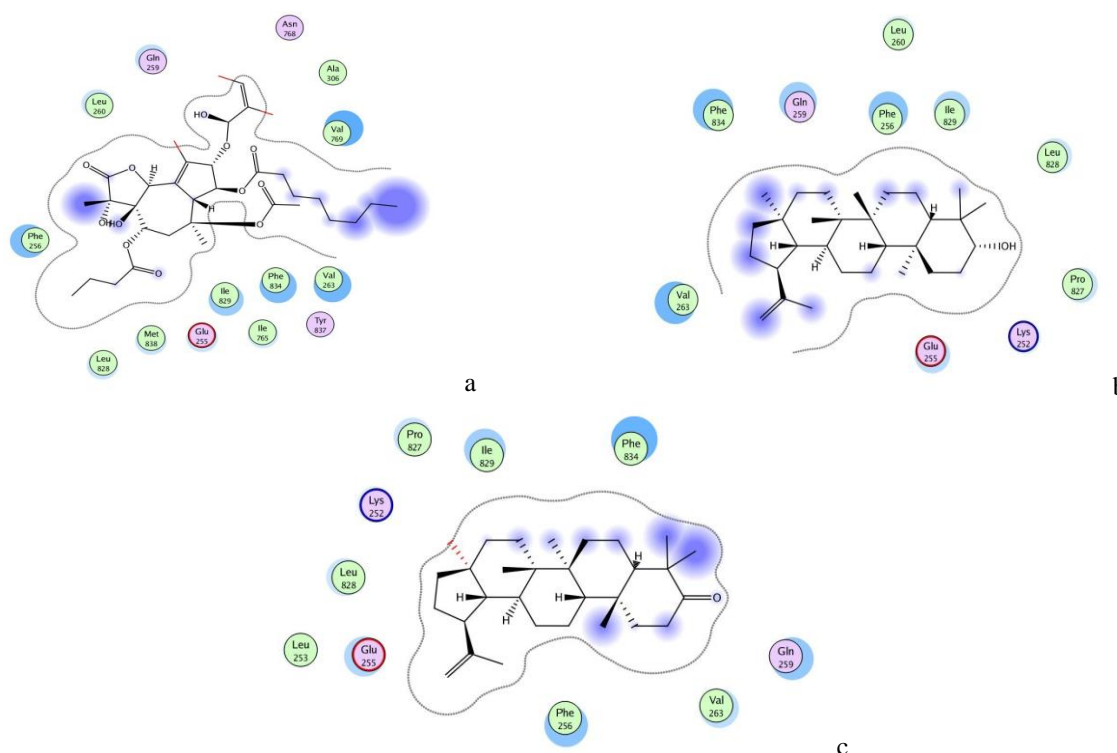 Asn
768
Gln
259
Ala
306
Leu
260
HO
Val
769
O
O
O
O
H
O
O
H
OH
HO
O
O
O
Phe
256
Ile
829
Phe
834
Val
263
Met
838
Glu
255
Ile
765
Tyr
837
Leu
828
a
Leu
260
Phe
834
Gln
259
Phe
256
Ile
829
Leu
828
H
H
H
H
OH
Pro
827
Val
263
Glu
255
Lys
252
b
Pro
827
Ile
829
Phe
834
Lys
252
Leu
828
H
H
H
H
O
Leu
253
Glu
255
Gln
259
Val
263
Phe
256
c